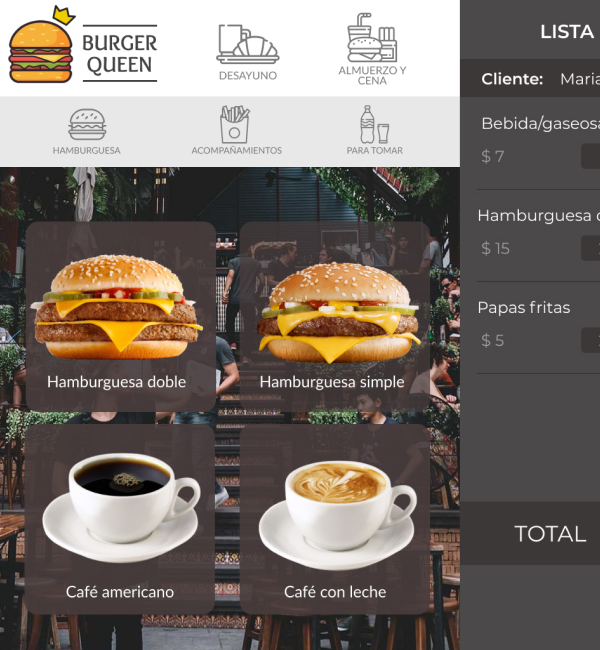 BURGER
QUEEN
DESAYUNO
ALMUERZO Y
CENA
HAMBURGUESA
ACOMPAÑAMIENTOS
PARA TOMAR
Hamburguesa doble
Hamburguesa simple
Café americano
Café con leche
LISTA
Cliente: Maria
Bebida/gaseosa
$ 7
Hamburguesa
$ 15
Papas fritas
$ 5
TOTAL